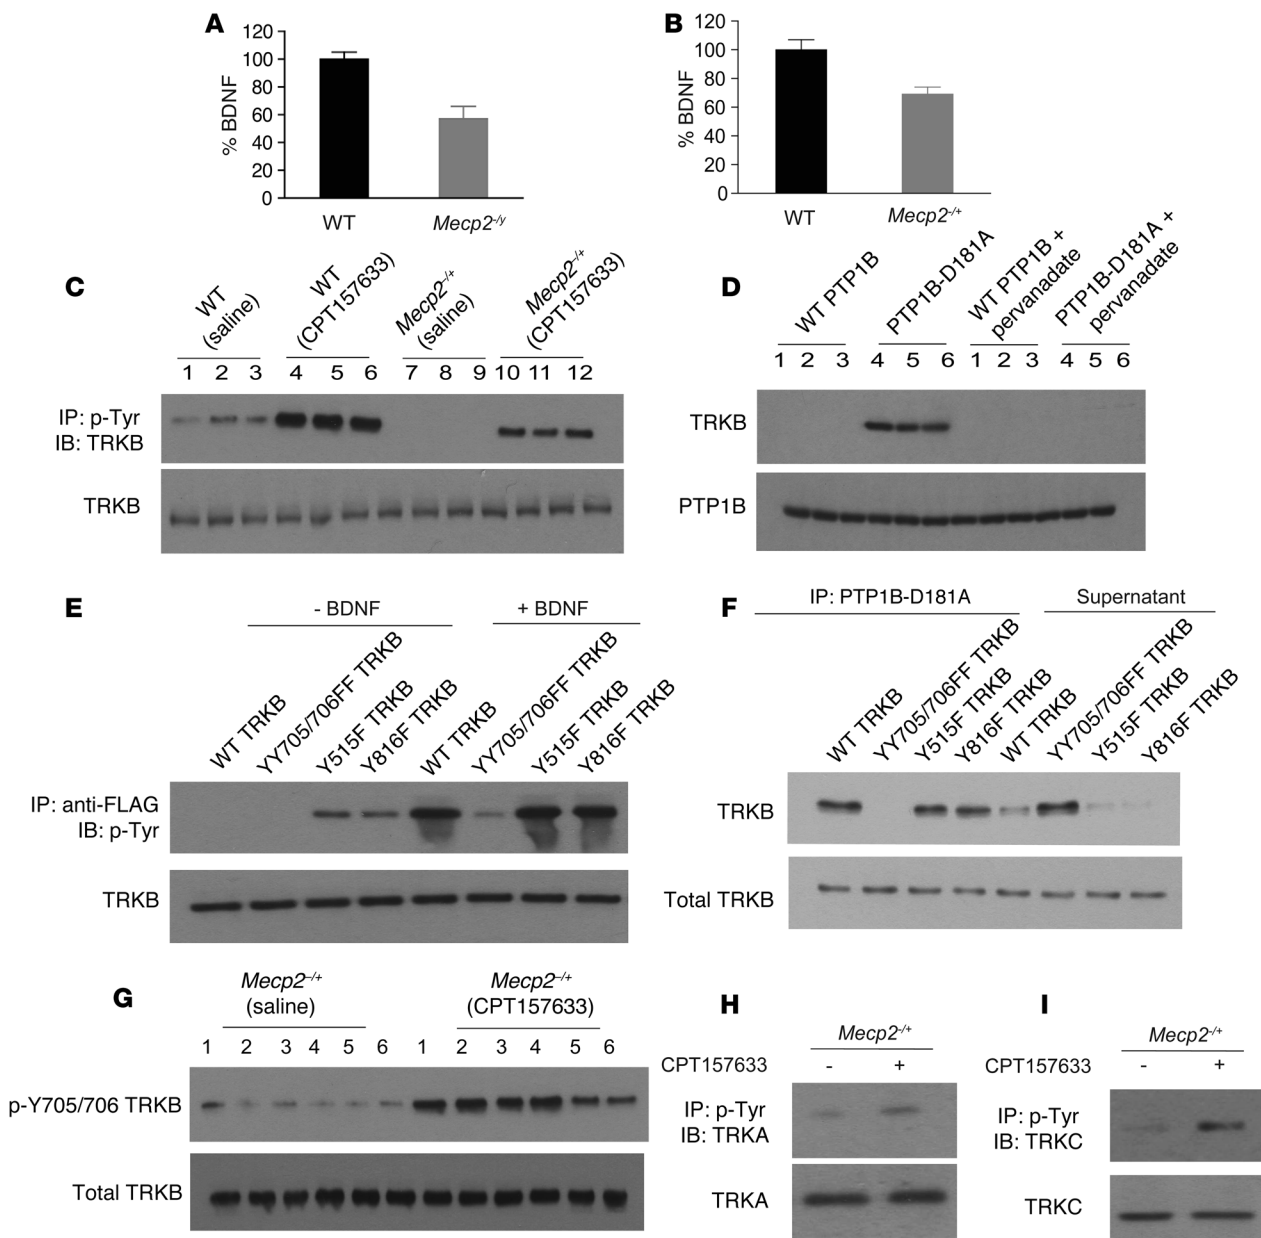 A
120
100
80
60
40
20
0
% BDNF
WT
Mecp2-/y
B
120
100
80
60
40
20
0
% BDNF
WT
Mecp2-/+
C
WT
(saline)
WT
(CPT157633)
Mecp2–/+
(saline)
Mecp2–/+
(CPT157633)
1 2 3 4 5 6 7 8 9 10 11 12
IP: p-Tyr
IB: TRKB
TRKB
D
WT PTP1B
PTP1B-D181A
WT PTP1B +
pervanadate
PTP1B-D181A +
pervanadate
1 2 3 4 5 6 1 2 3 4 5 6
TRKB
PTP1B
E
- BDNF
+ BDNF
WT TRKB
YY705/706FF TRKB
Y515F TRKB
Y816F TRKB
WT TRKB
YY705/706FF TRKB
Y515F TRKB
Y816F TRKB
IP: anti-FLAG
IB: p-Tyr
TRKB
F
IP: PTP1B-D181A
Supernatant
WT TRKB
YY705/706FF TRKB
Y515F TRKB
Y816F TRKB
WT TRKB
YY705/706FF TRKB
Y515F TRKB
Y816F TRKB
TRKB
Total TRKB
G
Mecp2–/+
(saline)
Mecp2–/+
(CPT157633)
1 2 3 4 5 6 1 2 3 4 5 6
p-Y705/706 TRKB
Total TRKB
H
Mecp2–/+
CPT157633 - +
IP: p-Tyr
IB: TRKA
TRKA
I
Mecp2–/+
CPT157633 - +
IP: p-Tyr
IB: TRKC
TRKC